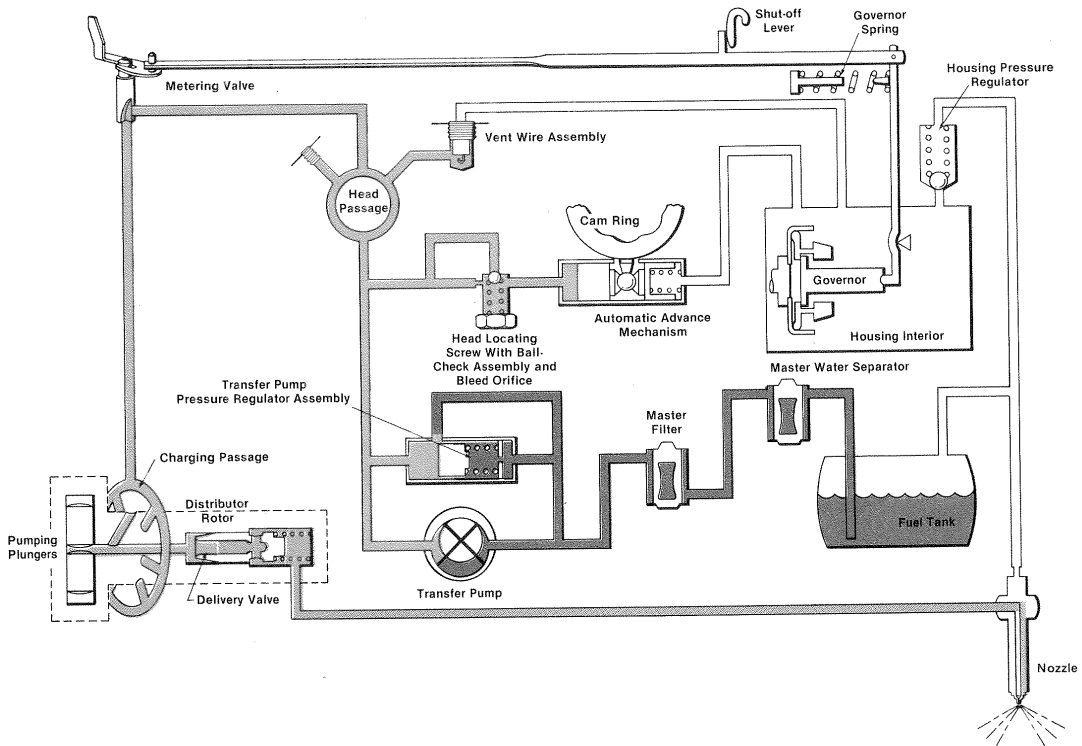 Shut-off
Lever
Governor
Spring
Metering Valve
Housing Pressure
Regulator
Vent Wire Assembly
Head
Passage
Cam Ring
Governor
Automatic Advance
Mechanism
Housing Interior
Head Locating
Screw With Ball-
Check Assembly and
Bleed Orifice
Master Water Separator
Transfer Pump
Pressure Regulator Assembly
Master
Filter
Charging Passage
Distributor
Rotor
Fuel Tank
Pumping
Plungers
Delivery Valve
Transfer Pump
Nozzle